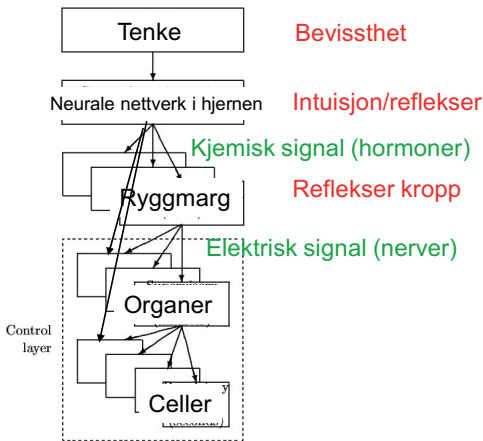 Tenke
Bevissthet
Neurale nettverk i hjernen
Intuisjon/reflekser
Kjemisk signal (hormoner)
Ryggmarg
Reflekser kropp
Elektrisk signal (nerver)
Organer
Control
layer
Celler